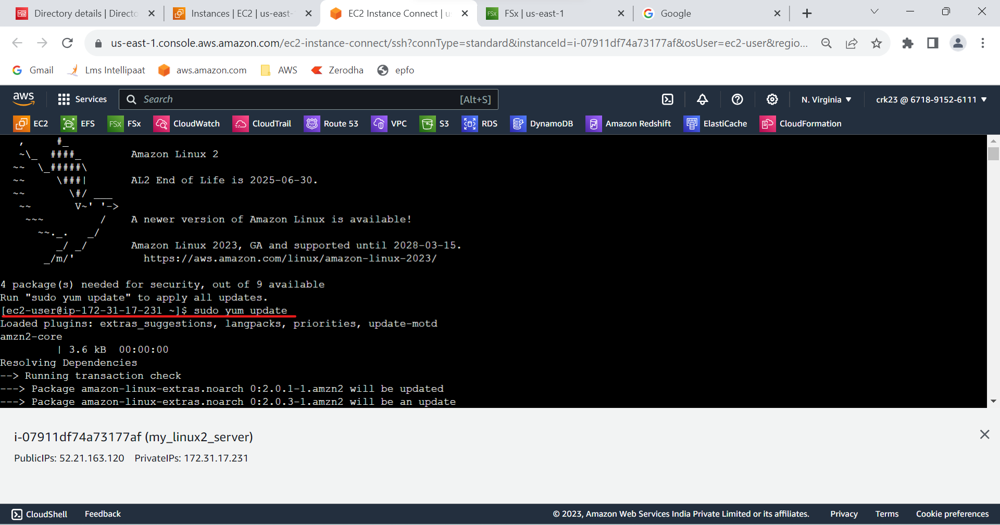 Directory details | Directo
Instances | EC2 | us-east-
EC2 Instance Connect | u
FSx FSx | us-east-1
Google
us-east-1.console.aws.amazon.com/ec2-instance-connect/ssh?connType=standard&instanceId=i-07911df74a73177af&osUser=ec2-user&regio...
Gmail Lms Intellipaat aws.amazon.com AWS Zerodha epfo
aws Services Search [Alt+S] N. Virginia crk23 @ 6718-9152-6111
EC2 EFS FSx FSx CloudWatch CloudTrail 53 Route 53 VPC S3 RDS DynamoDB Amazon Redshift ElastiCache CloudFormation
   ,     #_
   ~\_  ####_        Amazon Linux 2
  ~~  \_#####\
  ~~     \###|       AL2 End of Life is 2025-06-30.
  ~~       \#/ ___
   ~~       V~' '->
    ~~~         /    A newer version of Amazon Linux is available!
      ~~._.   _/
         _/ _/       Amazon Linux 2023, GA and supported until 2028-03-15.
       _/m/'           https://aws.amazon.com/linux/amazon-linux-2023/
4 package(s) needed for security, out of 9 available
Run "sudo yum update" to apply all updates.
[ec2-user@ip-172-31-17-231 ~]$ sudo yum update
Loaded plugins: extras_suggestions, langpacks, priorities, update-motd
amzn2-core
         | 3.6 kB  00:00:00
Resolving Dependencies
--> Running transaction check
---> Package amazon-linux-extras.noarch 0:2.0.1-1.amzn2 will be updated
---> Package amazon-linux-extras.noarch 0:2.0.3-1.amzn2 will be an update
i-07911df74a73177af (my_linux2_server)
PublicIPs: 52.21.163.120 PrivateIPs: 172.31.17.231
CloudShell Feedback © 2023, Amazon Web Services India Private Limited or its affiliates. Privacy Terms Cookie preferences